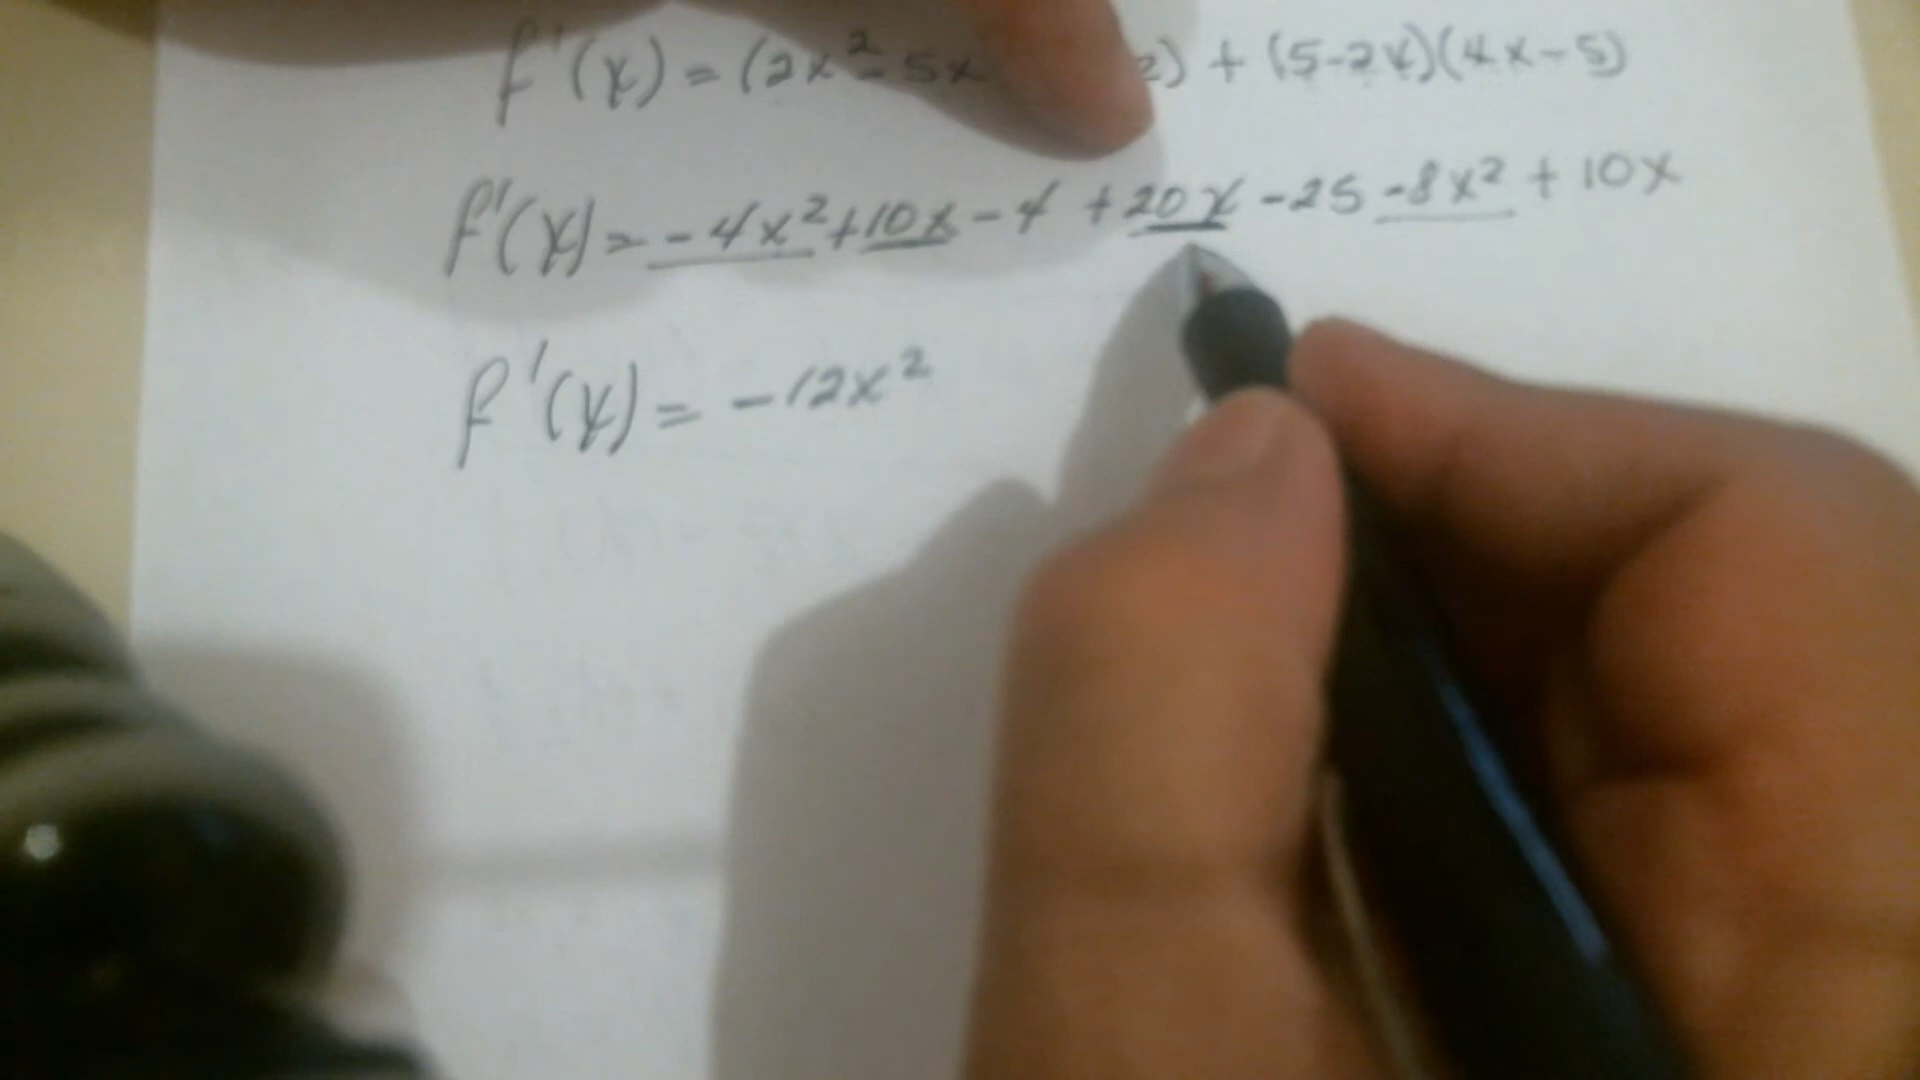 f'(x) = (2x² - 5x 2) + (5-2x)(4x-5)
f'(x) = -4x²+10x-4 +20x -25 -8x² + 10x
f'(x) = -12x²